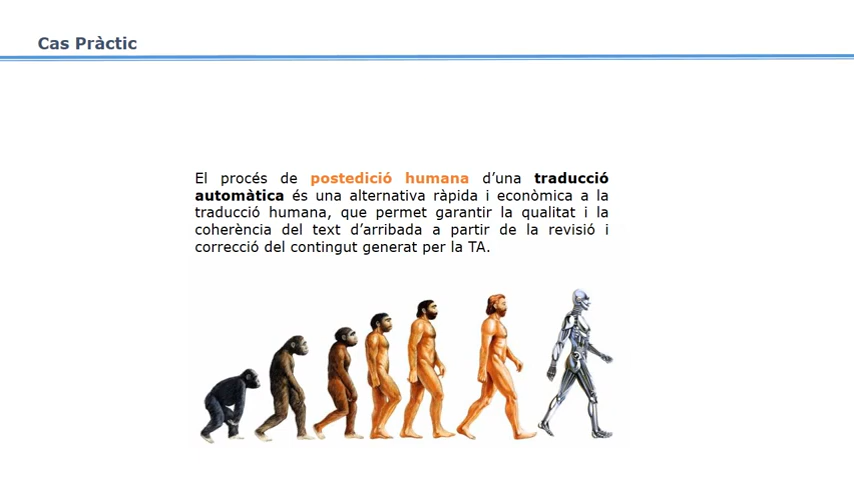 Cas Pràctic
El procés de postedició humana d’una traducció
automàtica és una alternativa ràpida i econòmica a la
traducció humana, que permet garantir la qualitat i la
coherència del text d’arribada a partir de la revisió i
correcció del contingut generat per la TA.